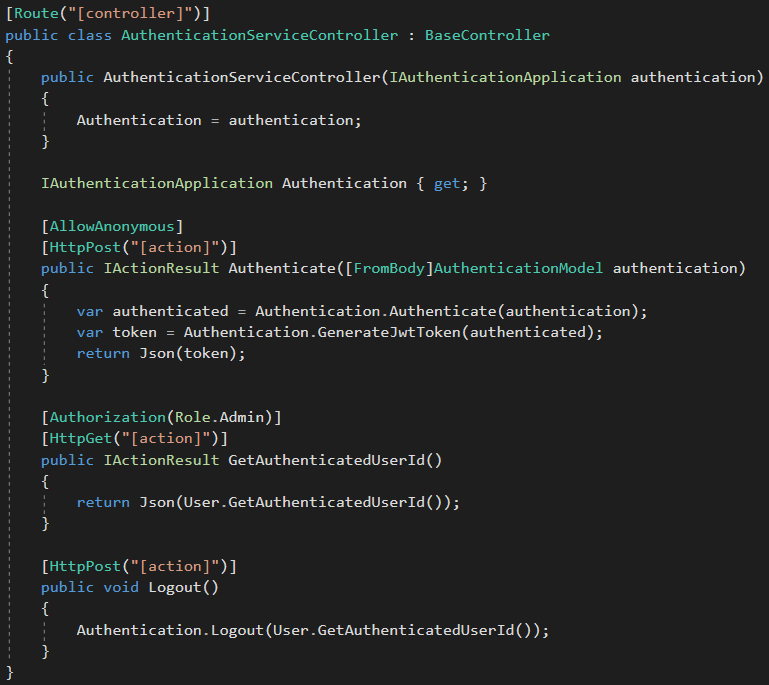 [Route("[controller]")]
public class AuthenticationServiceController : BaseController
{
    public AuthenticationServiceController(IAuthenticationApplication authentication)
    {
        Authentication = authentication;
    }

    IAuthenticationApplication Authentication { get; }

    [AllowAnonymous]
    [HttpPost("[action]")]
    public IActionResult Authenticate([FromBody]AuthenticationModel authentication)
    {
        var authenticated = Authentication.Authenticate(authentication);
        var token = Authentication.GenerateJwtToken(authenticated);
        return Json(token);
    }

    [Authorization(Role.Admin)]
    [HttpGet("[action]")]
    public IActionResult GetAuthenticatedUserId()
    {
        return Json(User.GetAuthenticatedUserId());
    }

    [HttpPost("[action]")]
    public void Logout()
    {
        Authentication.Logout(User.GetAuthenticatedUserId());
    }
}